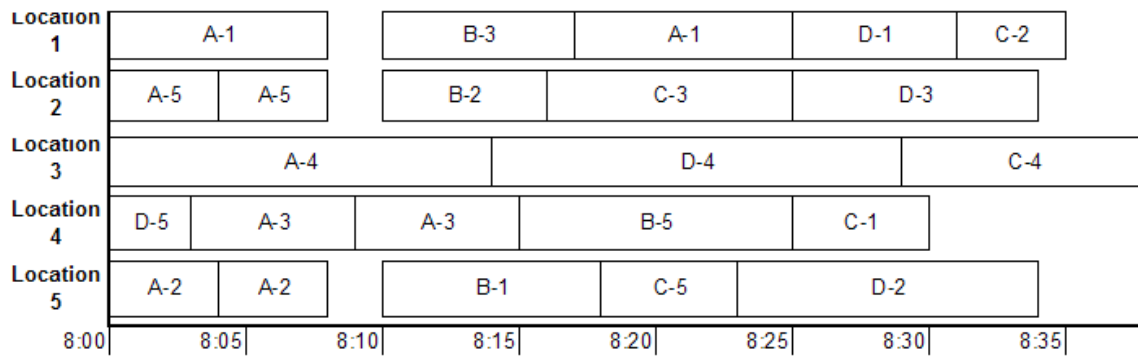 Location
1
A-1 B-3 A-1 D-1 C-2
Location
2
A-5 A-5 B-2 C-3 D-3
Location
3
A-4 D-4 C-4
Location
4
D-5 A-3 A-3 B-5 C-1
Location
5
A-2 A-2 B-1 C-5 D-2
8:00 8:05 8:10 8:15 8:20 8:25 8:30 8:35